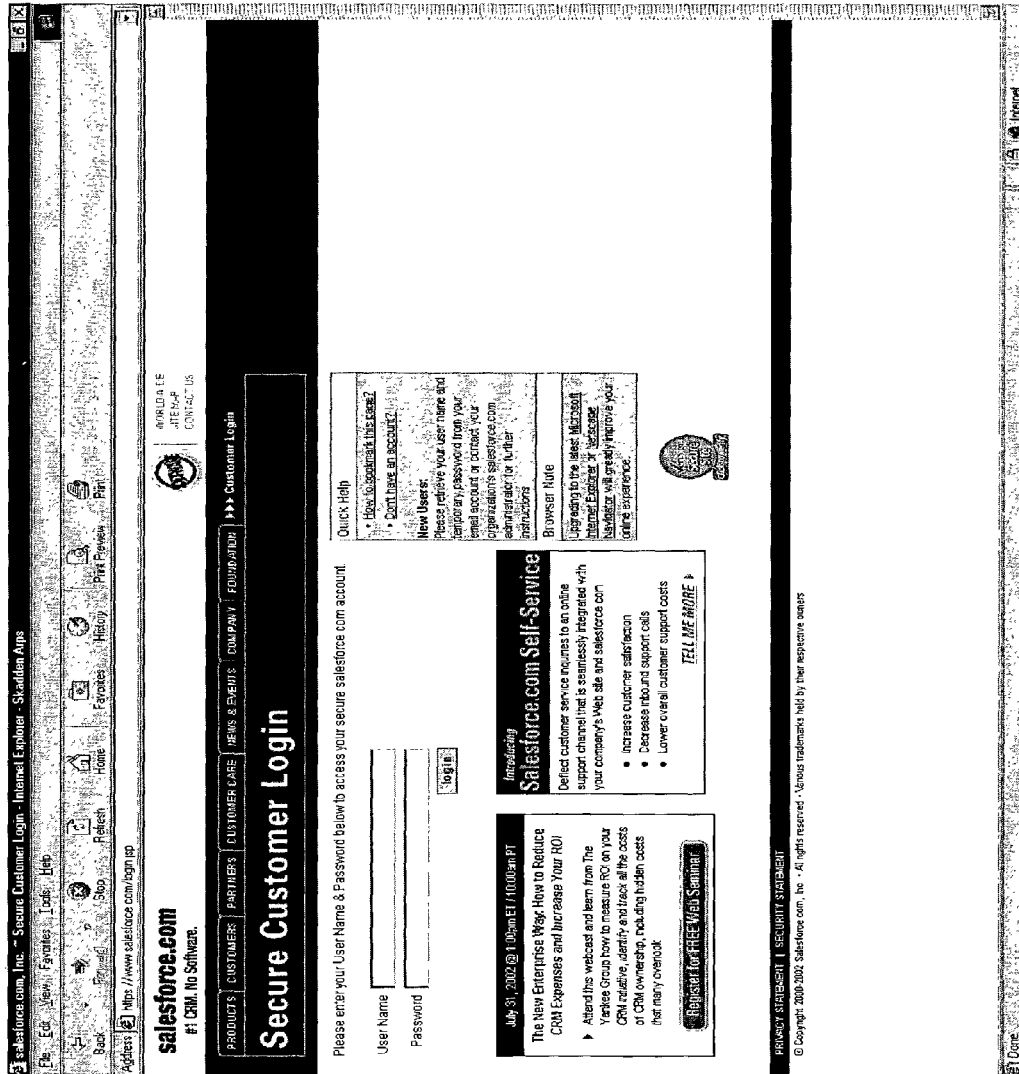 salesforce.com, Inc. ™ Secure Customer Login - Internet Explorer - Skadden Arps
File Edit View Favorites Tools Help
Back Forward Stop Refresh Home Favorites History Print Preview Print
Address https://www.salesforce.com/login.jsp
salesforce.com
#1 CRM. No Software.
WORLDWIDE
SITEMAP
CONTACT US
PRODUCTS CUSTOMERS PARTNERS CUSTOMER CARE NEWS & EVENTS COMPANY FOUNDATION ►►► Customer Login
Secure Customer Login
Please enter your User Name & Password below to access your secure salesforce.com account.
User Name
Password
login
Quick Help
• How to bookmark this page?
• Don't have an account?
New Users:
Please retrieve your user name and
temporary password from your
email account or contact your
organization's salesforce.com
administrator for further
instructions
Browser Note
Upgrading to the latest Microsoft
Internet Explorer or Netscape
Navigator will greatly improve your
online experience
July 31, 2002 @ 1:00pm ET / 10:00am PT
The New Enterprise Way: How to Reduce
CRM Expenses and Increase Your ROI
► Attend this webcast and learn from The
Yankee Group how to measure ROI on your
CRM initiative, identify and track all the costs
of CRM ownership, including hidden costs
that many overlook
Register for FREE Web Seminar
Introducing
Salesforce.com Self-Service
Deflect customer service inquiries to an online
support channel that is seamlessly integrated with
your company's Web site and salesforce.com
• Increase customer satisfaction
• Decrease inbound support calls
• Lower overall customer support costs
TELL ME MORE ►
PRIVACY STATEMENT | SECURITY STATEMENT
© Copyright 2000-2002 Salesforce.com, Inc. - All rights reserved - Various trademarks held by their respective owners
Done
Internet